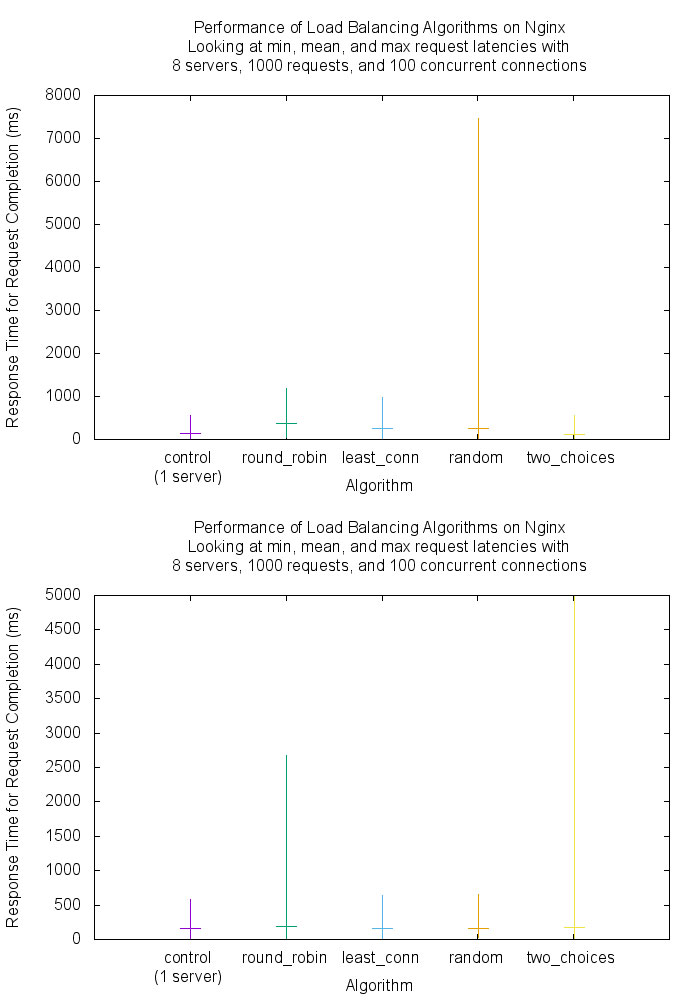 Performance of Load Balancing Algorithms on Nginx
Looking at min, mean, and max request latencies with
8 servers, 1000 requests, and 100 concurrent connections
Response Time for Request Completion (ms)
8000
7000
6000
5000
4000
3000
2000
1000
0
control round_robin least_conn random two_choices
(1 server)
Algorithm
Performance of Load Balancing Algorithms on Nginx
Looking at min, mean, and max request latencies with
8 servers, 1000 requests, and 100 concurrent connections
Response Time for Request Completion (ms)
5000
4500
4000
3500
3000
2500
2000
1500
1000
500
0
control round_robin least_conn random two_choices
(1 server)
Algorithm